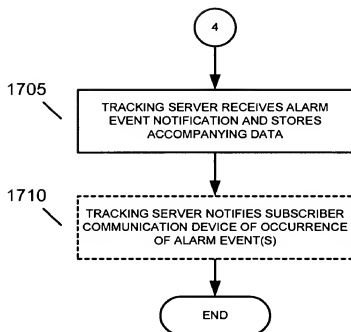 4
1705
TRACKING SERVER RECEIVES ALARM
EVENT NOTIFICATION AND STORES
ACCOMPANYING DATA
1710
TRACKING SERVER NOTIFIES SUBSCRIBER
COMMUNICATION DEVICE OF OCCURRENCE
OF ALARM EVENT(S)
END